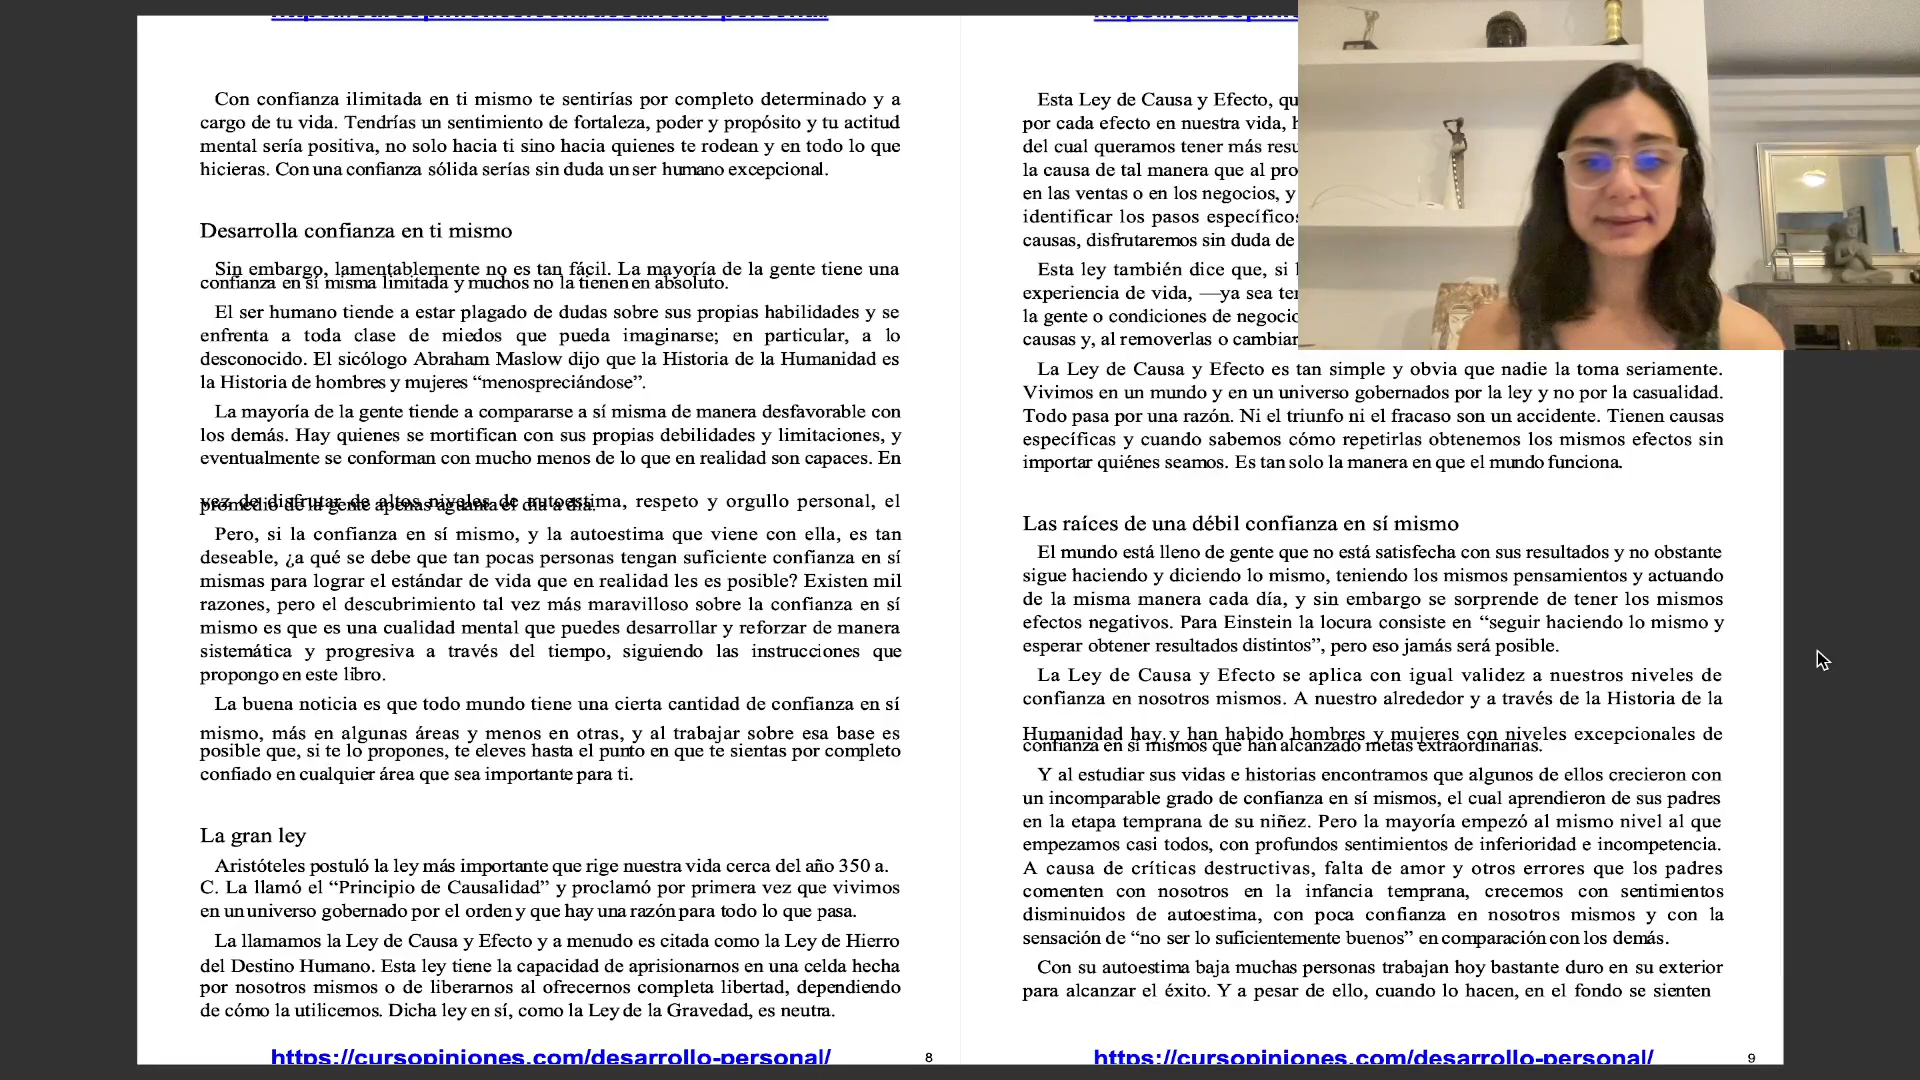 Con confianza ilimitada en ti mismo te sentirías por completo determinado y a
cargo de tu vida. Tendrías un sentimiento de fortaleza, poder y propósito y tu actitud
mental sería positiva, no solo hacia ti sino hacia quienes te rodean y en todo lo que
hicieras. Con una confianza sólida serías sin duda un ser humano excepcional.
Desarrolla confianza en ti mismo
Sin embargo, lamentablemente no es tan fácil. La mayoría de la gente tiene una
confianza en sí misma limitada y muchos no la tienen en absoluto.
El ser humano tiende a estar plagado de dudas sobre sus propias habilidades y se
enfrenta a toda clase de miedos que pueda imaginarse; en particular, a lo
desconocido. El sicólogo Abraham Maslow dijo que la Historia de la Humanidad es
la Historia de hombres y mujeres “menospreciándose”.
La mayoría de la gente tiende a compararse a sí misma de manera desfavorable con
los demás. Hay quienes se mortifican con sus propias debilidades y limitaciones, y
eventualmente se conforman con mucho menos de lo que en realidad son capaces. En
vez de disfrutar de altos niveles de autoestima, respeto y orgullo personal, el
promedio de la gente apenas aguanta el día a día.
Pero, si la confianza en sí mismo, y la autoestima que viene con ella, es tan
deseable, ¿a qué se debe que tan pocas personas tengan suficiente confianza en sí
mismas para lograr el estándar de vida que en realidad les es posible? Existen mil
razones, pero el descubrimiento tal vez más maravilloso sobre la confianza en sí
mismo es que es una cualidad mental que puedes desarrollar y reforzar de manera
sistemática y progresiva a través del tiempo, siguiendo las instrucciones que
propongo en este libro.
La buena noticia es que todo mundo tiene una cierta cantidad de confianza en sí
mismo, más en algunas áreas y menos en otras, y al trabajar sobre esa base es
posible que, si te lo propones, te eleves hasta el punto en que te sientas por completo
confiado en cualquier área que sea importante para ti.
La gran ley
Aristóteles postuló la ley más importante que rige nuestra vida cerca del año 350 a.
C. La llamó el “Principio de Causalidad” y proclamó por primera vez que vivimos
en un universo gobernado por el orden y que hay una razón para todo lo que pasa.
La llamamos la Ley de Causa y Efecto y a menudo es citada como la Ley de Hierro
del Destino Humano. Esta ley tiene la capacidad de aprisionarnos en una celda hecha
por nosotros mismos o de liberarnos al ofrecernos completa libertad, dependiendo
de cómo la utilicemos. Dicha ley en sí, como la Ley de la Gravedad, es neutra.
https://cursopiniones.com/desarrollo-personal/
8
Esta Ley de Causa y Efecto, qu
por cada efecto en nuestra vida, h
del cual queramos tener más resu
la causa de tal manera que al pro
en las ventas o en los negocios, y
identificar los pasos específicos
causas, disfrutaremos sin duda de
Esta ley también dice que, si
experiencia de vida, —ya sea ten
la gente o condiciones de negocio
causas y, al removerlas o cambiar
La Ley de Causa y Efecto es tan simple y obvia que nadie la toma seriamente.
Vivimos en un mundo y en un universo gobernados por la ley y no por la casualidad.
Todo pasa por una razón. Ni el triunfo ni el fracaso son un accidente. Tienen causas
específicas y cuando sabemos cómo repetirlas obtenemos los mismos efectos sin
importar quiénes seamos. Es tan solo la manera en que el mundo funciona.
Las raíces de una débil confianza en sí mismo
El mundo está lleno de gente que no está satisfecha con sus resultados y no obstante
sigue haciendo y diciendo lo mismo, teniendo los mismos pensamientos y actuando
de la misma manera cada día, y sin embargo se sorprende de tener los mismos
efectos negativos. Para Einstein la locura consiste en “seguir haciendo lo mismo y
esperar obtener resultados distintos”, pero eso jamás será posible.
La Ley de Causa y Efecto se aplica con igual validez a nuestros niveles de
confianza en nosotros mismos. A nuestro alrededor y a través de la Historia de la
Humanidad hay y han habido hombres y mujeres con niveles excepcionales de
confianza en sí mismos que han alcanzado metas extraordinarias.
Y al estudiar sus vidas e historias encontramos que algunos de ellos crecieron con
un incomparable grado de confianza en sí mismos, el cual aprendieron de sus padres
en la etapa temprana de su niñez. Pero la mayoría empezó al mismo nivel al que
empezamos casi todos, con profundos sentimientos de inferioridad e incompetencia.
A causa de críticas destructivas, falta de amor y otros errores que los padres
comenten con nosotros en la infancia temprana, crecemos con sentimientos
disminuidos de autoestima, con poca confianza en nosotros mismos y con la
sensación de “no ser lo suficientemente buenos” en comparación con los demás.
Con su autoestima baja muchas personas trabajan hoy bastante duro en su exterior
para alcanzar el éxito. Y a pesar de ello, cuando lo hacen, en el fondo se sienten
https://cursopiniones.com/desarrollo-personal/
9